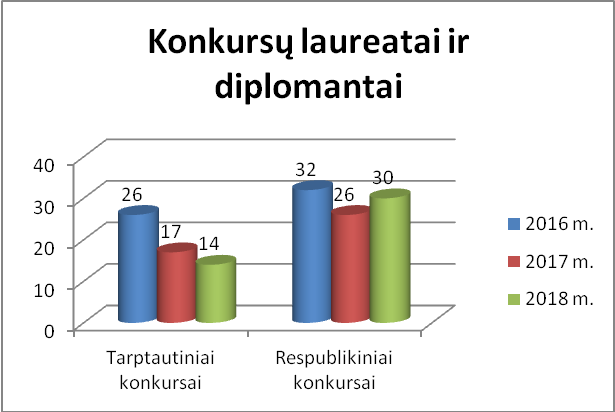 Konkursų laureatai ir
diplomantai
40
30
20
10
0
26
17
14
32
26
30
Tarptautiniai
konkursai
Respublikiniai
konkursai
2016 m.
2017 m.
2018 m.